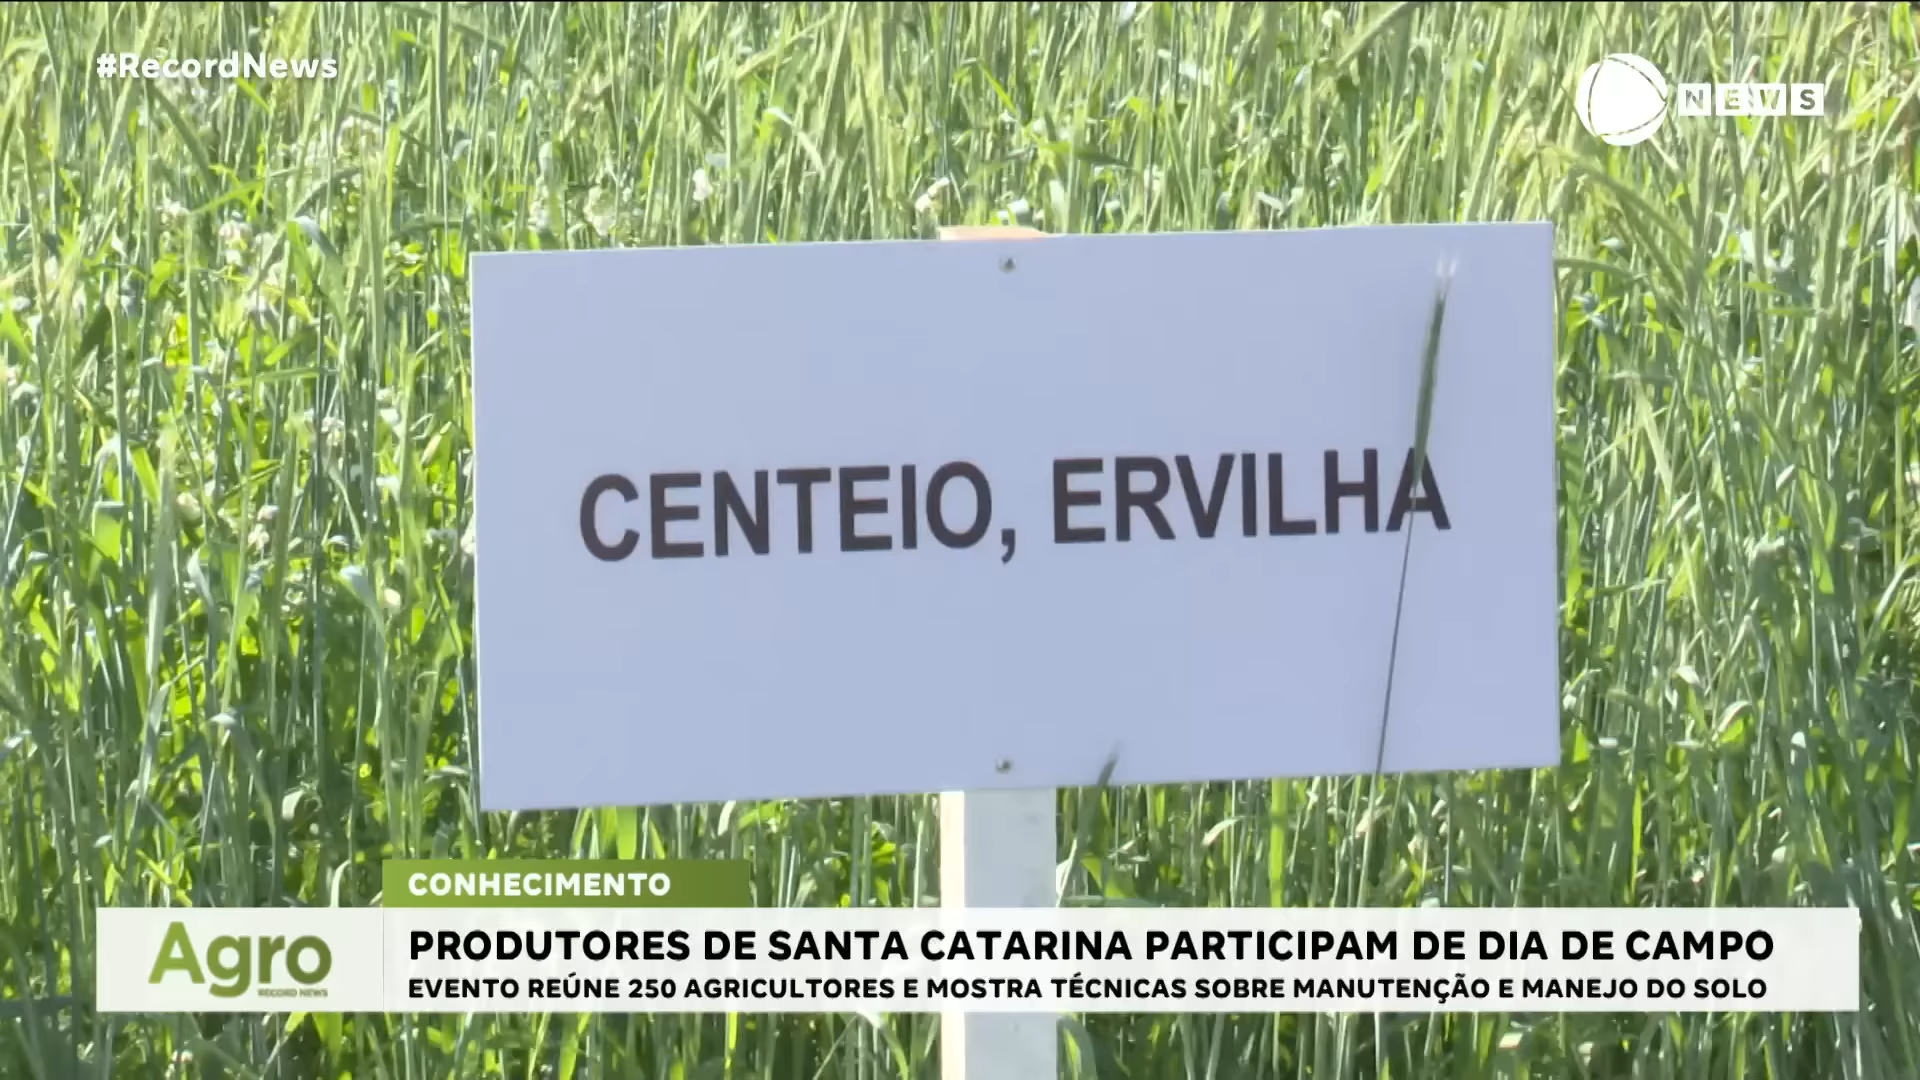 #RecordNews
NEWS
CENTEIO, ERVILHA
CONHECIMENTO
Agro
RECORD NEWS
PRODUTORES DE SANTA CATARINA PARTICIPAM DE DIA DE CAMPO
EVENTO REÚNE 250 AGRICULTORES E MOSTRA TÉCNICAS SOBRE MANUTENÇÃO E MANEJO DO SOLO